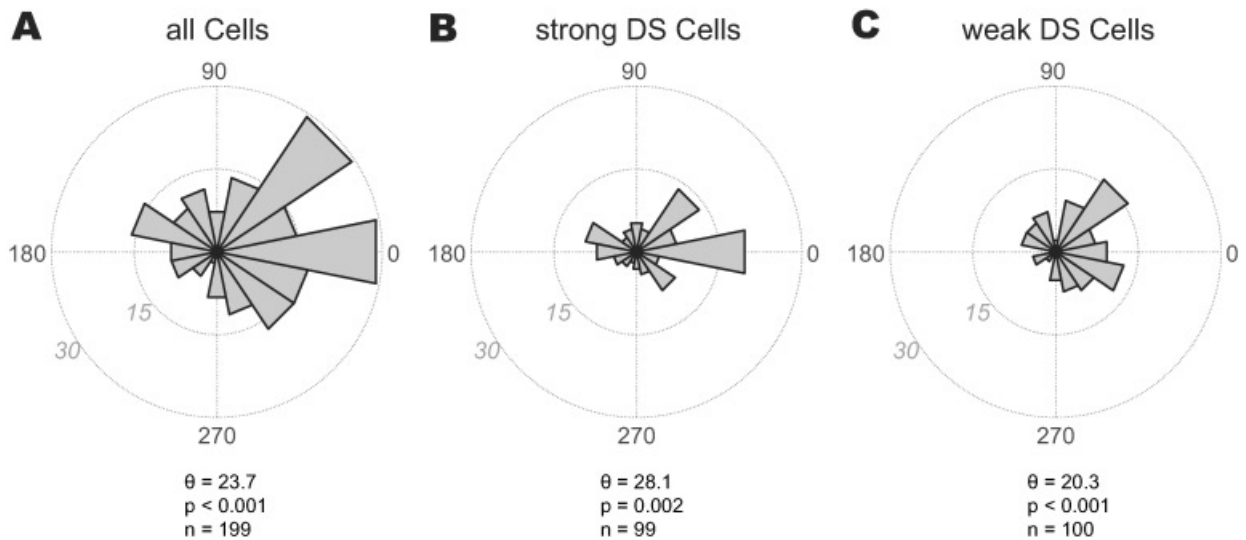 A all Cells
90
180
0
15
30
270
θ = 23.7
p < 0.001
n = 199
B strong DS Cells
90
180
0
15
30
270
θ = 28.1
p = 0.002
n = 99
C weak DS Cells
90
180
0
15
30
270
θ = 20.3
p < 0.001
n = 100